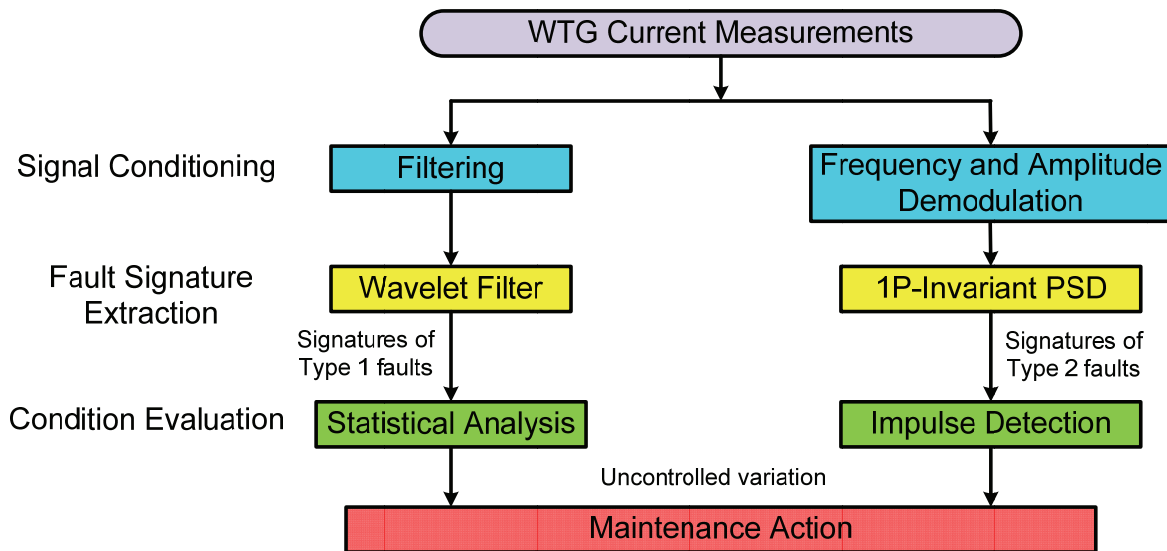 WTG Current Measurements
Signal Conditioning
Filtering
Frequency and Amplitude
Demodulation
Fault Signature
Extraction
Wavelet Filter
1P-Invariant PSD
Signatures of
Type 1 faults
Signatures of
Type 2 faults
Condition Evaluation
Statistical Analysis
Impulse Detection
Uncontrolled variation
Maintenance Action